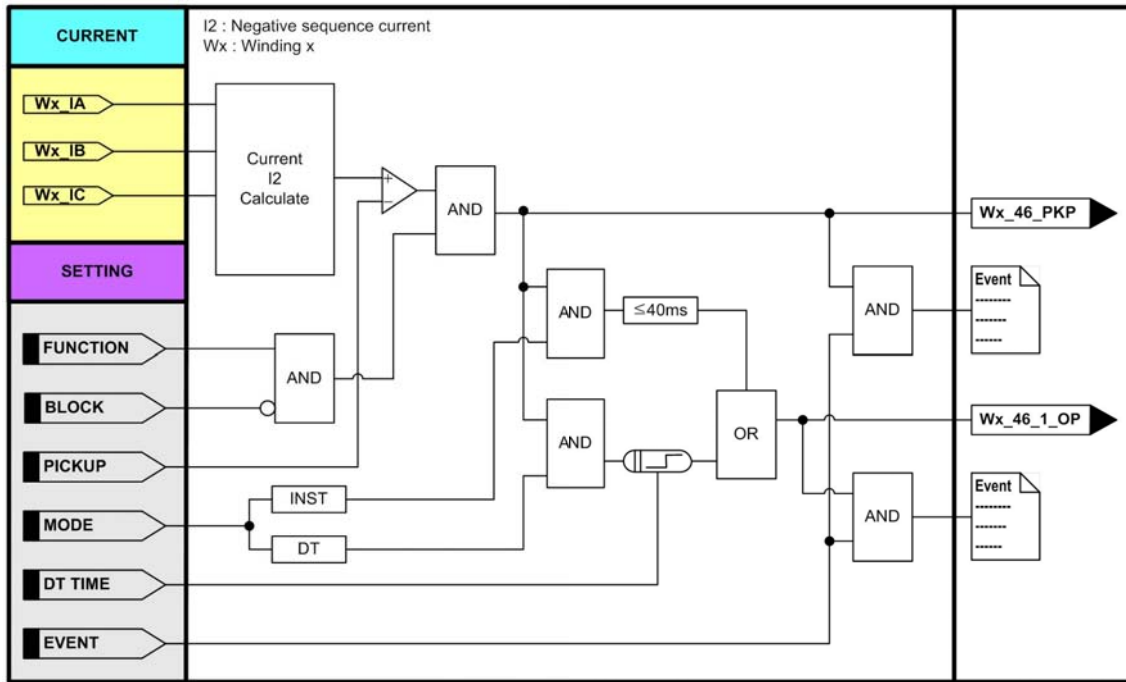 CURRENT
I2 : Negative sequence current
Wx : Winding x
Wx_IA
Wx_IB
Wx_IC
Current
I2
Calculate
+
−
AND
Wx_46_PKP
SETTING
AND
≤40ms
AND
Event
FUNCTION
BLOCK
AND
AND
OR
Wx_46_1_OP
PICKUP
MODE
INST
DT
AND
Event
DT TIME
EVENT